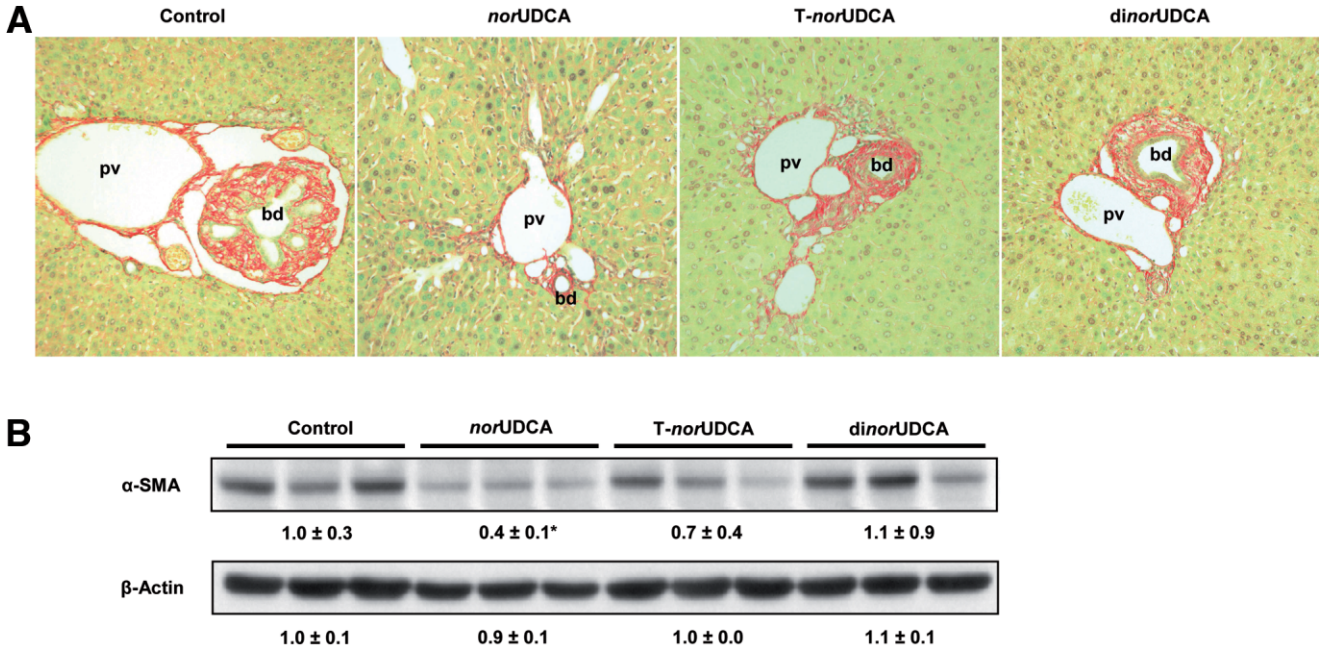 A
Control norUDCA T-norUDCA dinorUDCA
pv bd pv bd pv bd pv bd
B
Control norUDCA T-norUDCA dinorUDCA
α-SMA
1.0 ± 0.3 0.4 ± 0.1* 0.7 ± 0.4 1.1 ± 0.9
β-Actin
1.0 ± 0.1 0.9 ± 0.1 1.0 ± 0.0 1.1 ± 0.1